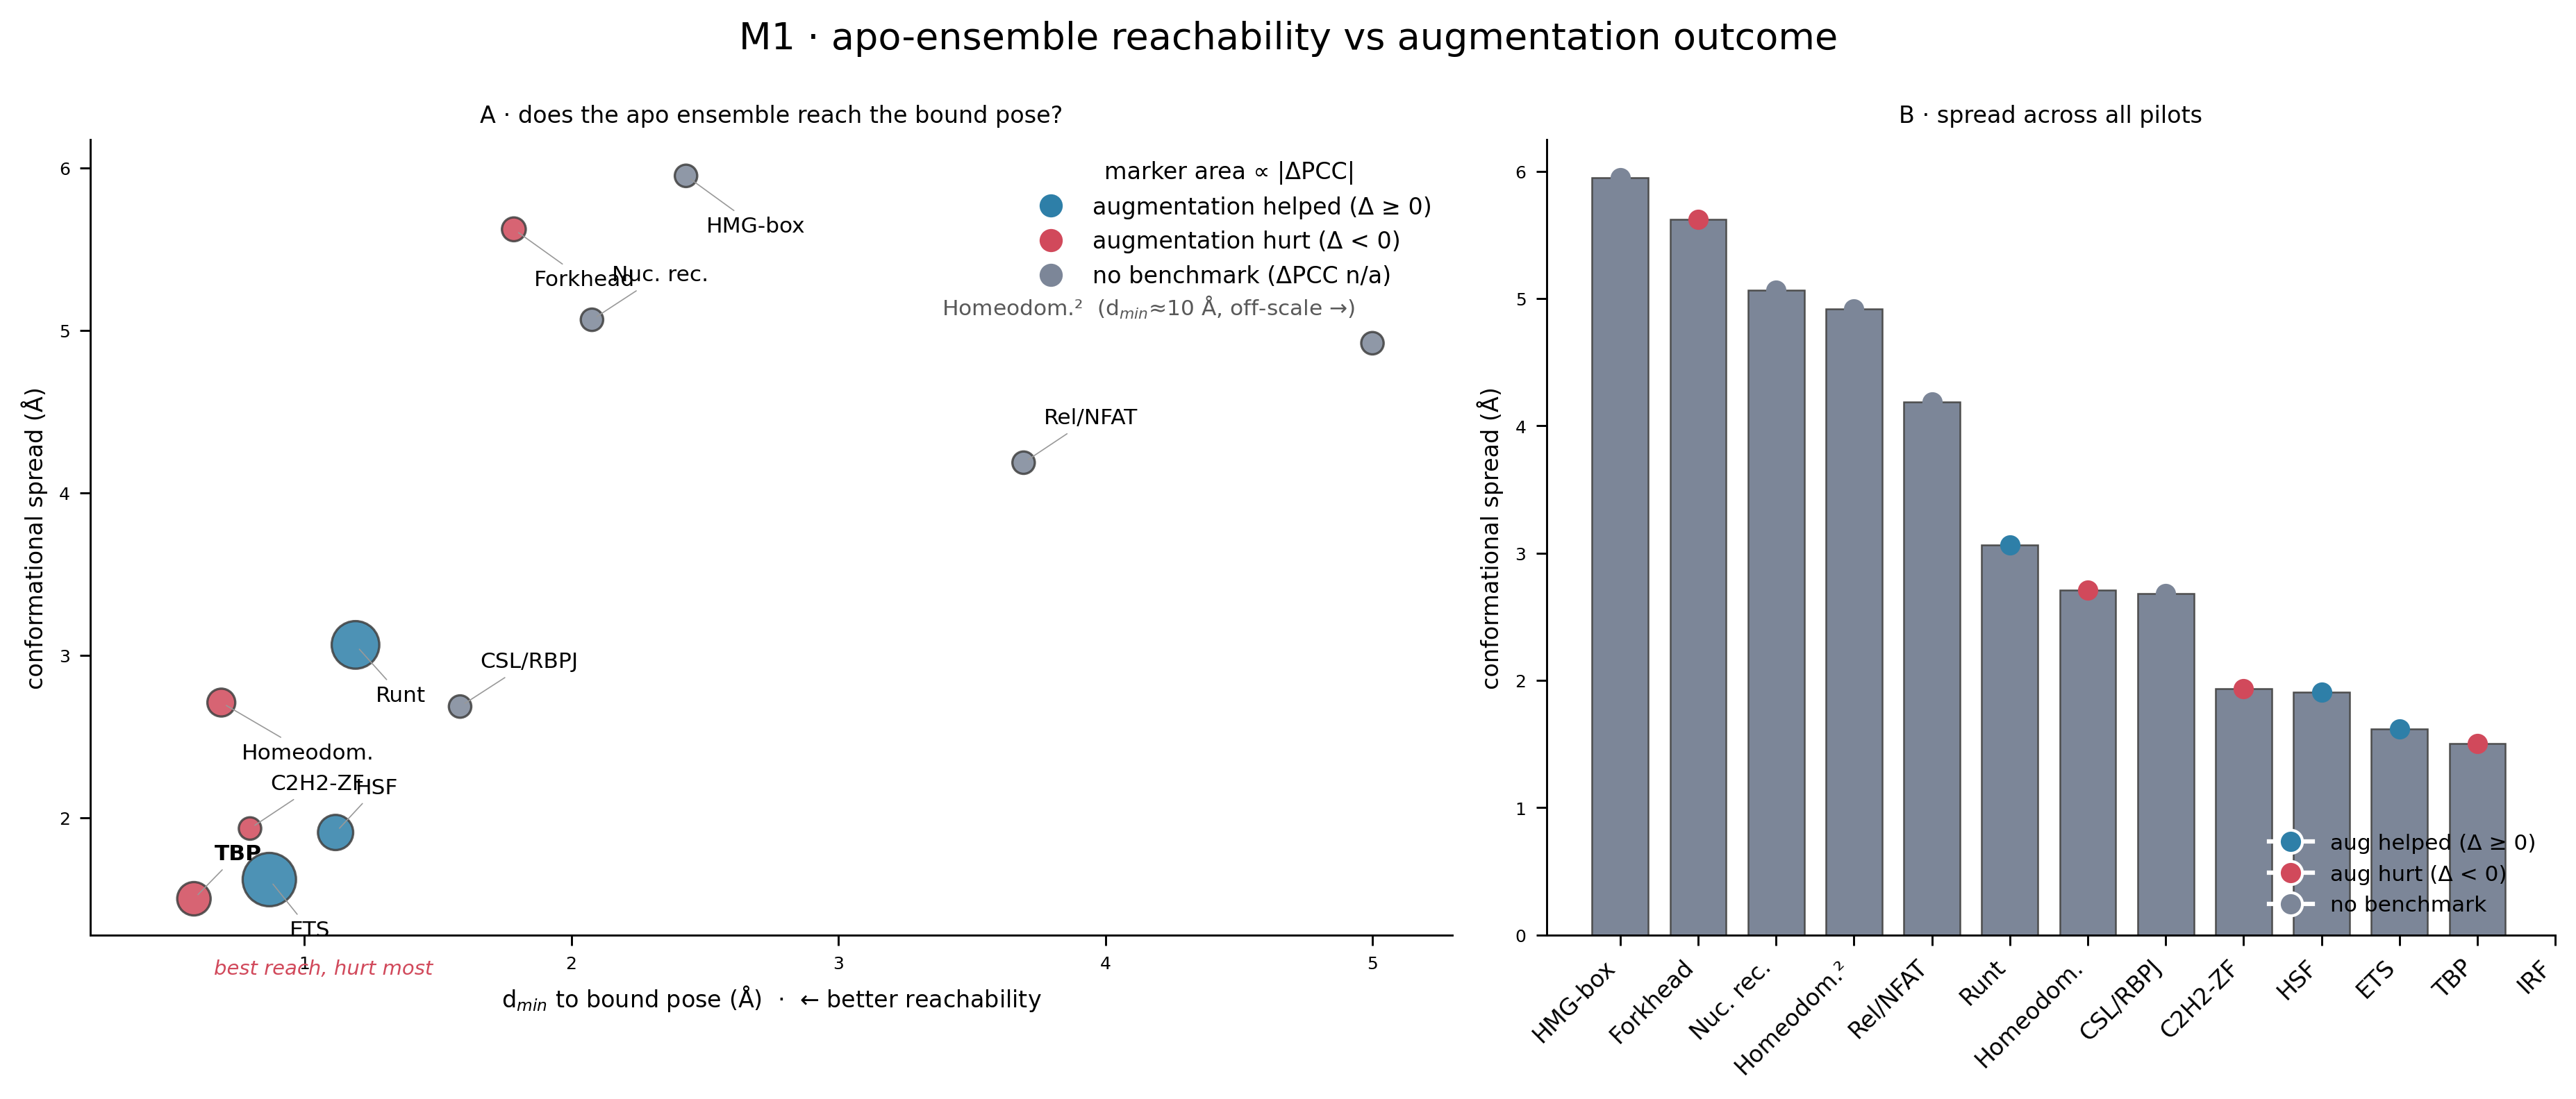 M1 · apo-ensemble reachability vs augmentation outcome
A · does the apo ensemble reach the bound pose?
conformational spread (Å)
6
5
4
3
2
marker area ∝ |ΔPCC|
augmentation helped (Δ ≥ 0)
augmentation hurt (Δ < 0)
no benchmark (ΔPCC n/a)
Homeodom.² (dmin≈10 Å, off-scale →)
HMG-box
Forkhead
Nuc. rec.
Rel/NFAT
CSL/RBPJ
Runt
Homeodom.
C2H2-ZF
HSF
TBP
ETS
1
2
3
4
5
best reach, hurt most
dmin to bound pose (Å) · ← better reachability
B · spread across all pilots
conformational spread (Å)
6
5
4
3
2
1
0
aug helped (Δ ≥ 0)
aug hurt (Δ < 0)
no benchmark
HMG-box
Forkhead
Nuc. rec.
Homeodom.²
Rel/NFAT
Runt
Homeodom.
CSL/RBPJ
C2H2-ZF
HSF
ETS
TBP
IRF